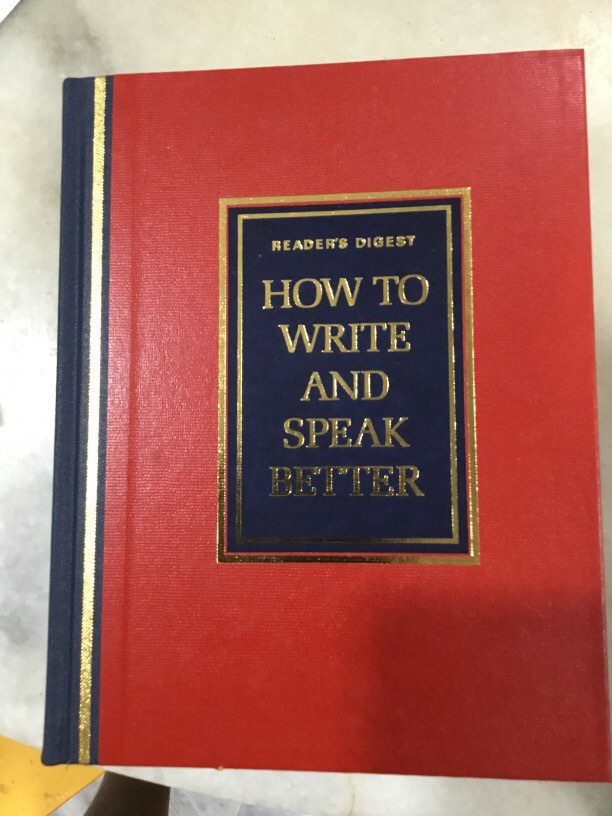 READER'S DIGEST
HOW TO
WRITE
AND
SPEAK
BETTER